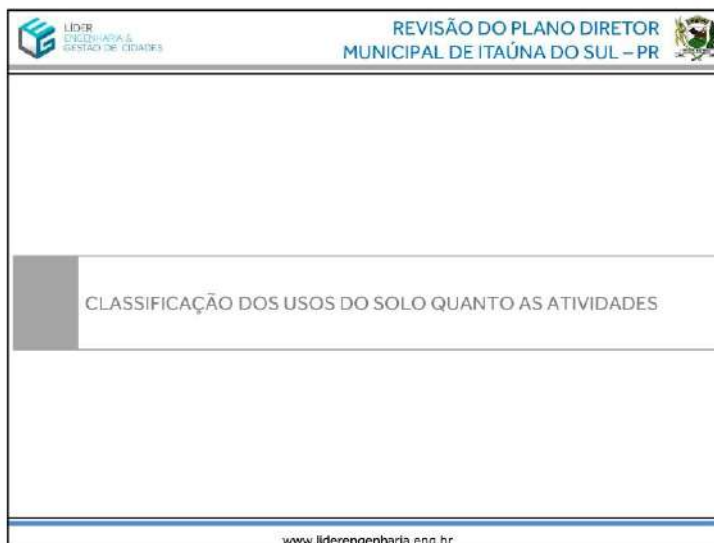 LÍDER
ENGENHARIA &
GESTÃO DE CIDADES
REVISÃO DO PLANO DIRETOR
MUNICIPAL DE ITAÚNA DO SUL – PR
CLASSIFICAÇÃO DOS USOS DO SOLO QUANTO AS ATIVIDADES
www.liderengenharia.eng.br